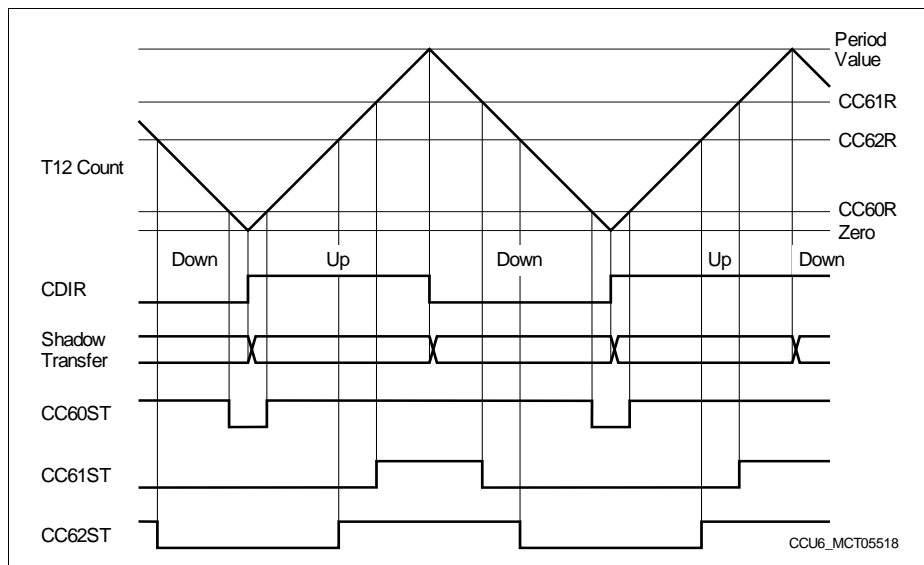 Period
Value
CC61R
CC62R
T12 Count
CC60R
Zero
Down Up Down Up Down
CDIR
Shadow
Transfer
CC60ST
CC61ST
CC62ST
CCU6_MCT05518